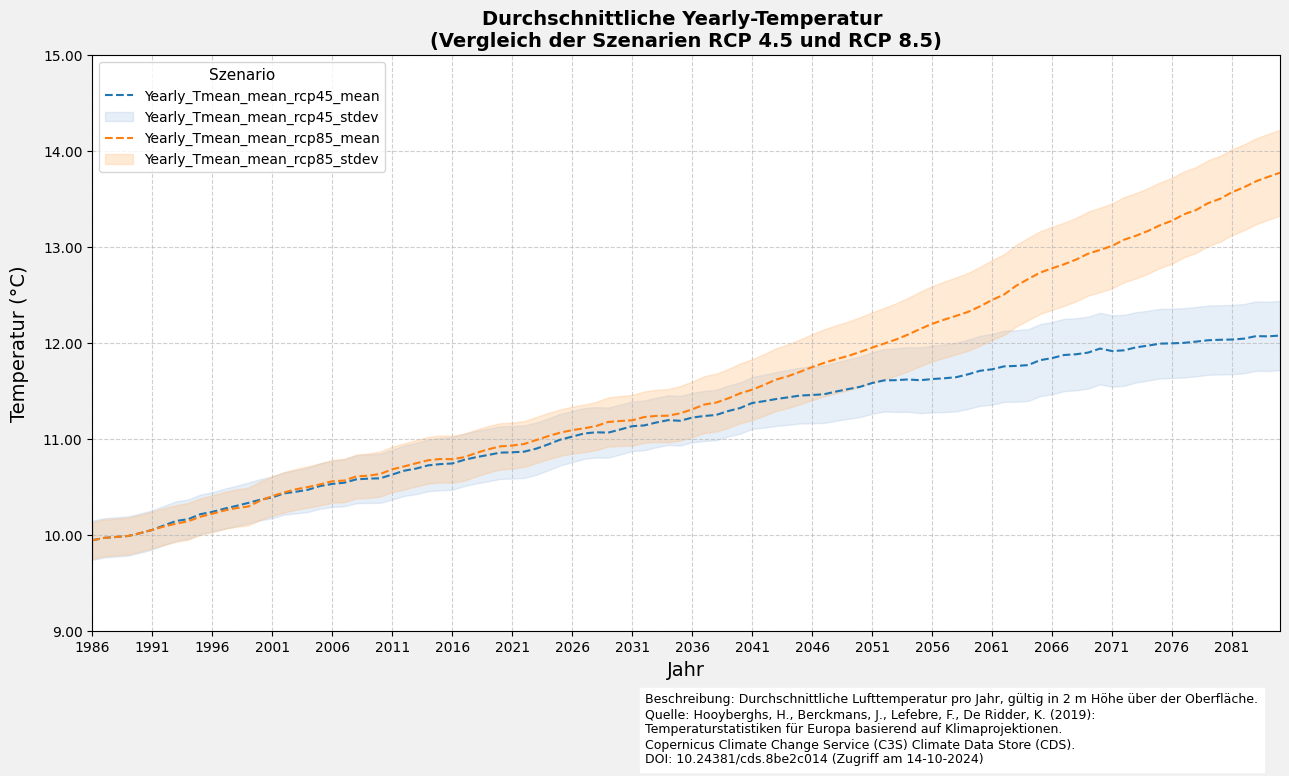 Durchschnittliche Yearly-Temperatur
(Vergleich der Szenarien RCP 4.5 und RCP 8.5)
Szenario
Yearly_Tmean_mean_rcp45_mean
Yearly_Tmean_mean_rcp45_stdev
Yearly_Tmean_mean_rcp85_mean
Yearly_Tmean_mean_rcp85_stdev
Temperatur (°C)
15.00
14.00
13.00
12.00
11.00
10.00
9.00
1986 1991 1996 2001 2006 2011 2016 2021 2026 2031 2036 2041 2046 2051 2056 2061 2066 2071 2076 2081
Jahr
Beschreibung: Durchschnittliche Lufttemperatur pro Jahr, gültig in 2 m Höhe über der Oberfläche.
Quelle: Hooyberghs, H., Berckmans, J., Lefebre, F., De Ridder, K. (2019):
Temperaturstatistiken für Europa basierend auf Klimaprojektionen.
Copernicus Climate Change Service (C3S) Climate Data Store (CDS).
DOI: 10.24381/cds.8be2c014 (Zugriff am 14-10-2024)